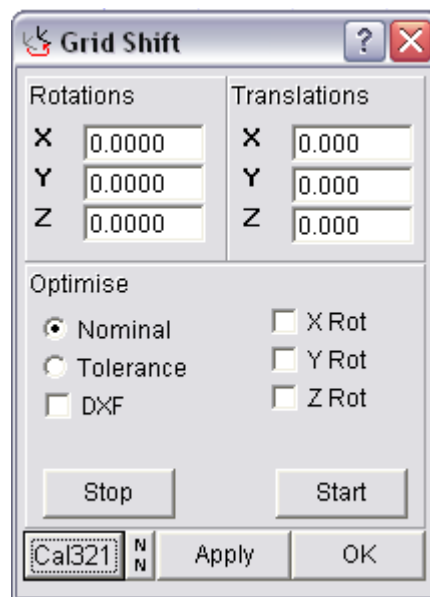 Grid Shift
Rotations
X 0.0000
Y 0.0000
Z 0.0000
Translations
X 0.000
Y 0.000
Z 0.000
Optimise
Nominal
Tolerance
DXF
X Rot
Y Rot
Z Rot
Stop
Start
Cal321
N
N
Apply
OK